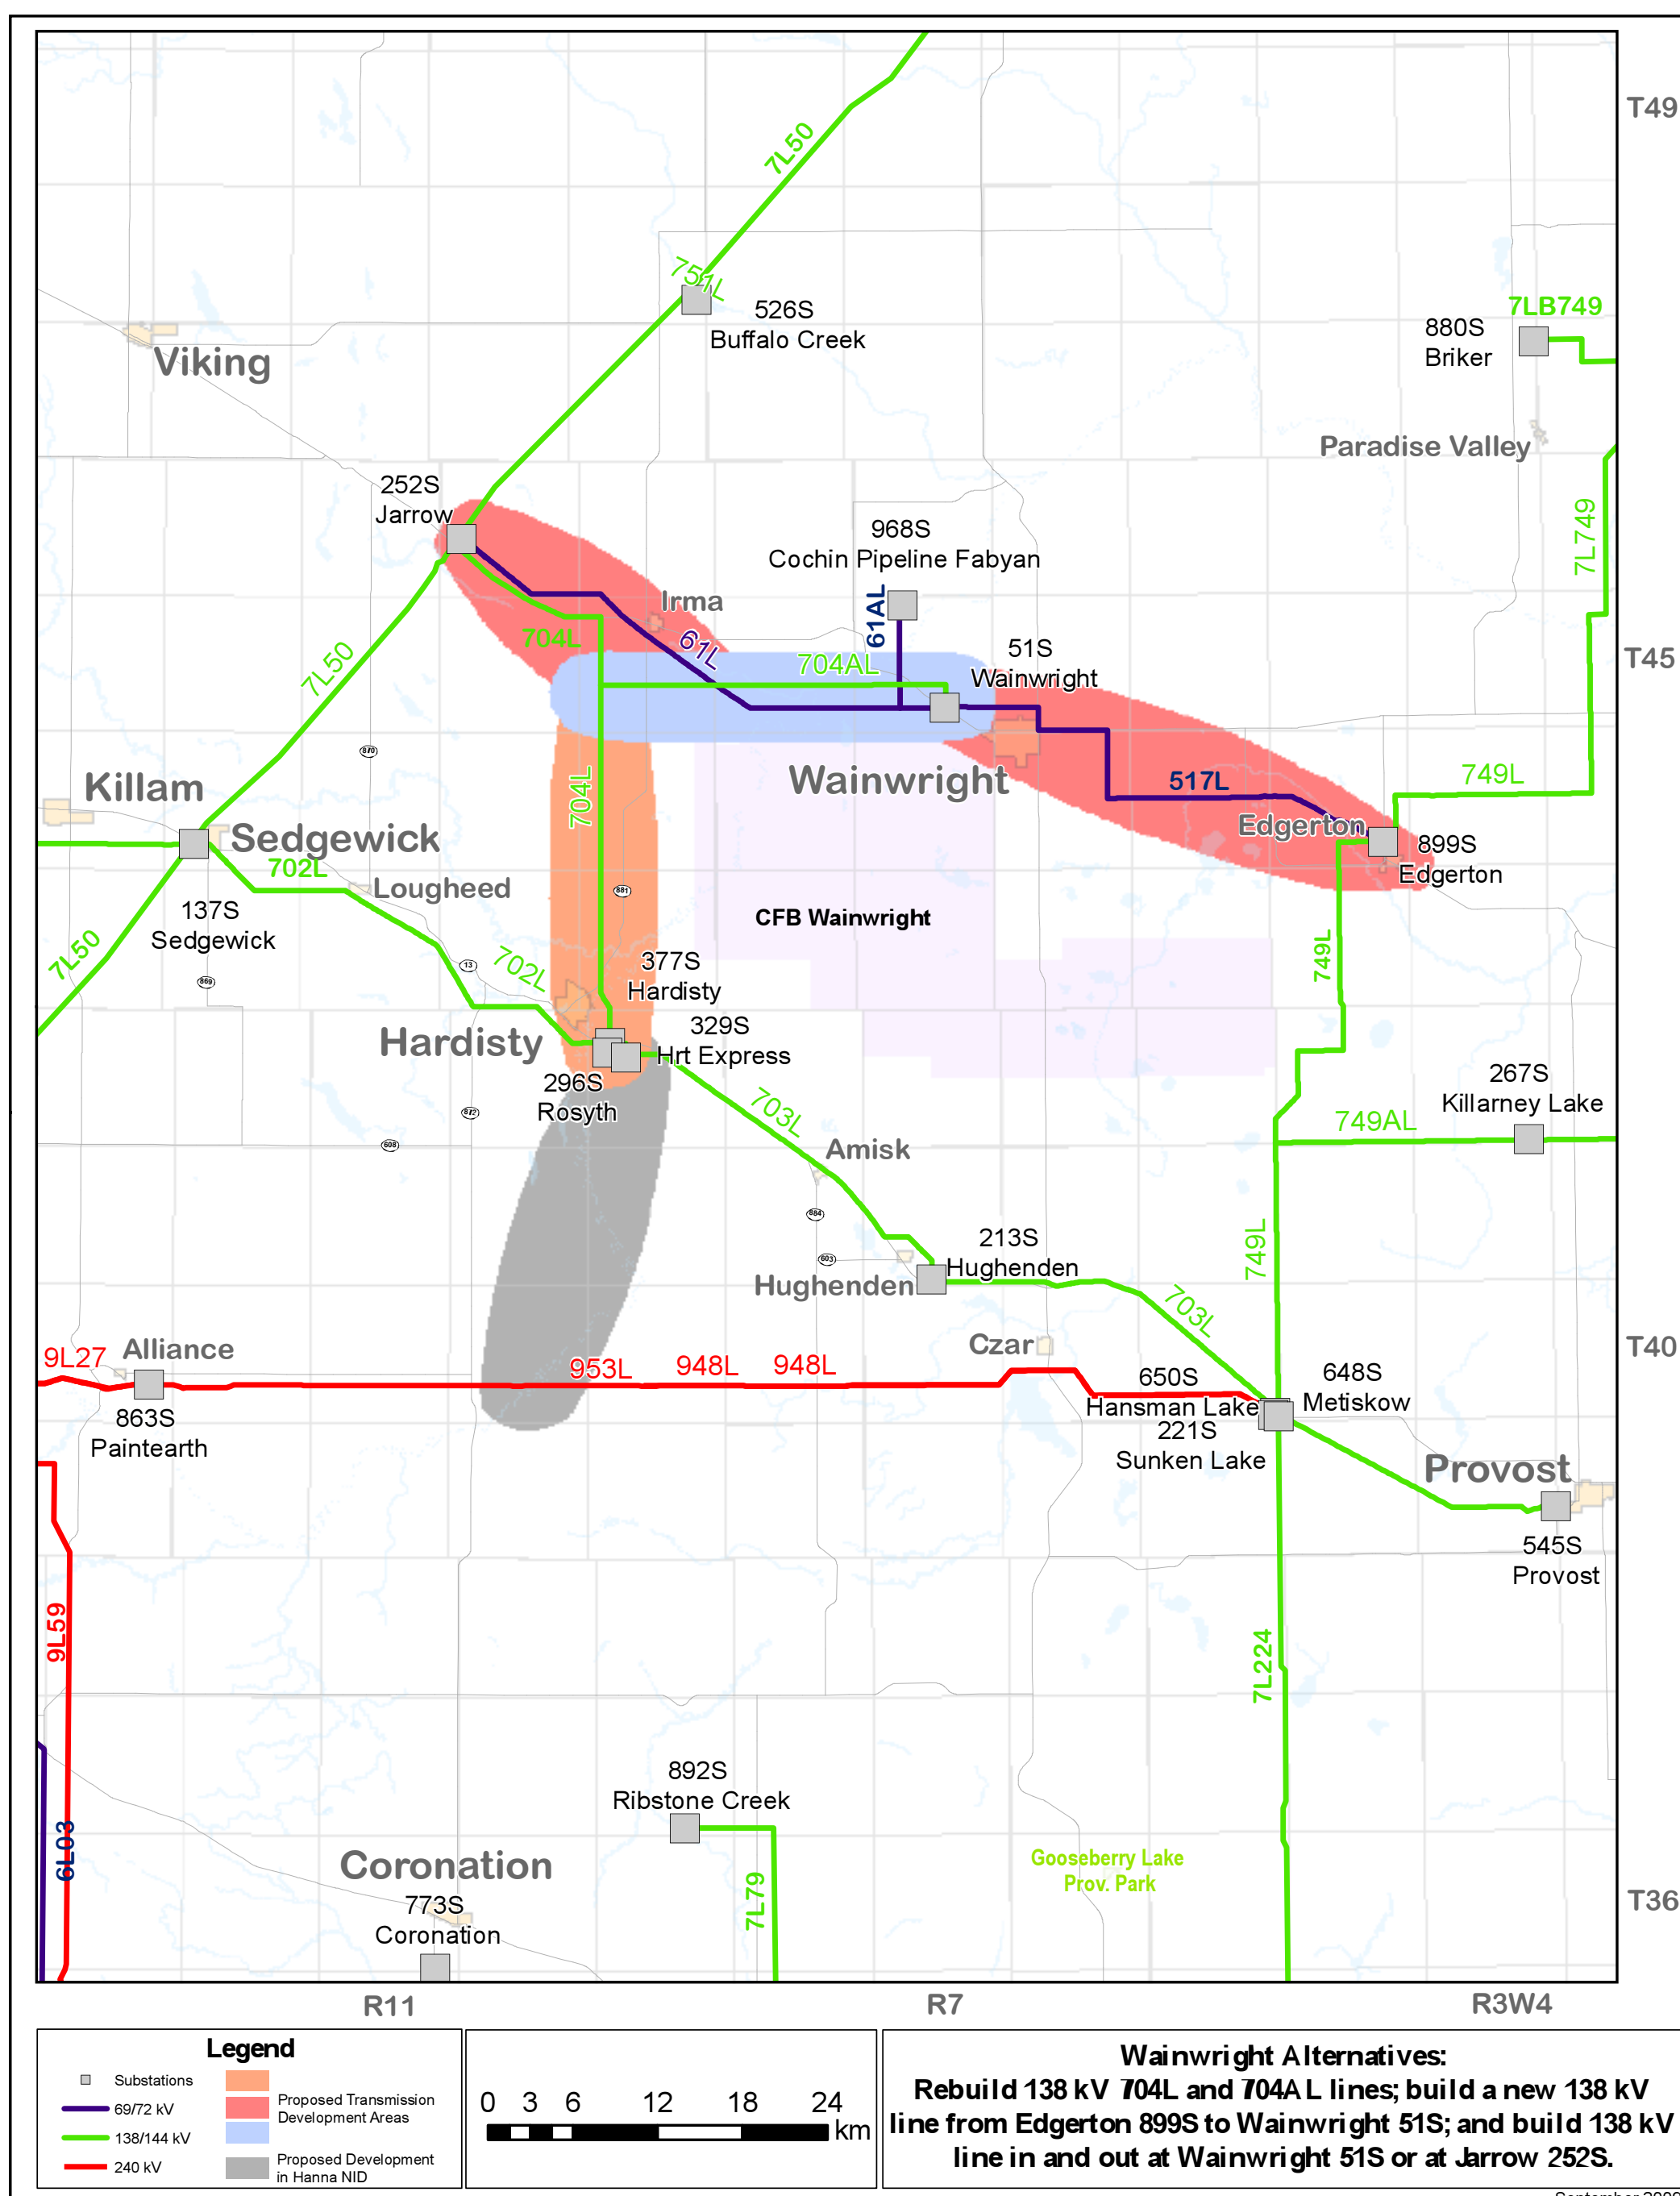 T49
7L50
751L
526S
Buffalo Creek
7LB749
880S
Briker
Viking
Paradise Valley
252S
Jarrow
968S
Cochin Pipeline Fabyan
7L749
61AL
Irma
704L
61L
51S
Wainwright
704AL
T45
7L50
870
Killam
704L
Wainwright
517L
749L
Sedgewick
Edgerton
702L
Lougheed
881
899S
Edgerton
137S
Sedgewick
CFB Wainwright
7L50
869
13
702L
377S
Hardisty
749L
Hardisty
329S
Hrt Express
296S
Rosyth
267S
Killarney Lake
872
608
703L
749AL
Amisk
884
603
213S
Hughenden
749L
Hughenden
703L
Czar
T40
9L27
Alliance
953L
948L
948L
650S
Hansman Lake
648S
Metiskow
863S
Paintearth
221S
Sunken Lake
Provost
545S
Provost
9L59
7L224
892S
Ribstone Creek
6L03
Coronation
Gooseberry Lake
Prov. Park
7L79
773S
Coronation
T36
R11
R7
R3W4
Legend
Substations
69/72 kV
138/144 kV
240 kV
Proposed Transmission
Development Areas
Proposed Development
in Hanna NID
0 3 6 12 18 24
km
Wainwright Alternatives:
Rebuild 138 kV 704L and 704AL lines; build a new 138 kV
line from Edgerton 899S to Wainwright 51S; and build 138 kV
line in and out at Wainwright 51S or at Jarrow 252S.